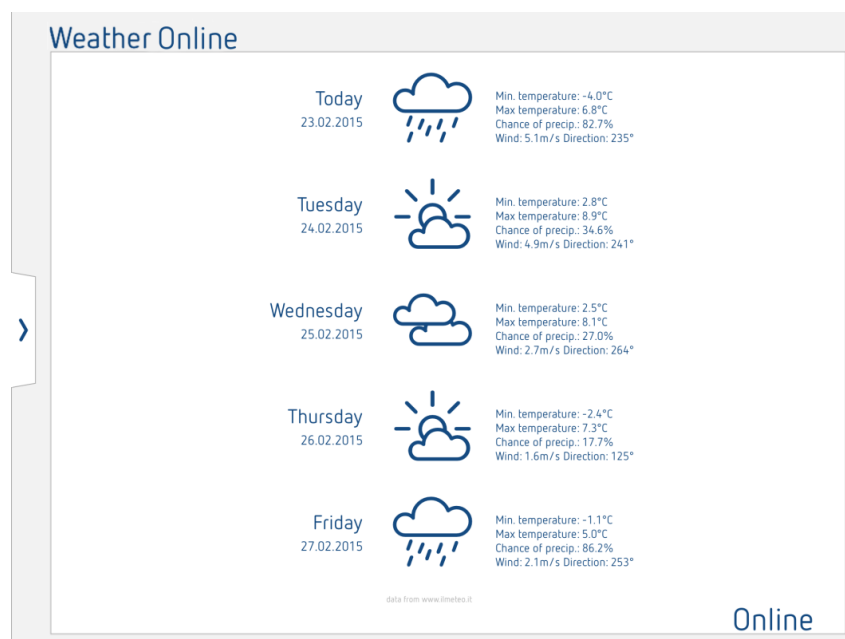 Weather Online
Today
23.02.2015
Min. temperature: -4.0°C
Max temperature: 6.8°C
Chance of precip.: 82.7%
Wind: 5.1m/s Direction: 235°
Tuesday
24.02.2015
Min. temperature: 2.8°C
Max temperature: 8.9°C
Chance of precip.: 34.6%
Wind: 4.9m/s Direction: 241°
Wednesday
25.02.2015
Min. temperature: 2.5°C
Max temperature: 8.1°C
Chance of precip.: 27.0%
Wind: 2.7m/s Direction: 264°
Thursday
26.02.2015
Min. temperature: -2.4°C
Max temperature: 7.3°C
Chance of precip.: 17.7%
Wind: 1.6m/s Direction: 125°
Friday
27.02.2015
Min. temperature: -1.1°C
Max temperature: 5.0°C
Chance of precip.: 86.2%
Wind: 2.1m/s Direction: 253°
data from www.ilmeteo.it
Online